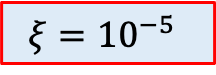 ξ = 10⁻⁵